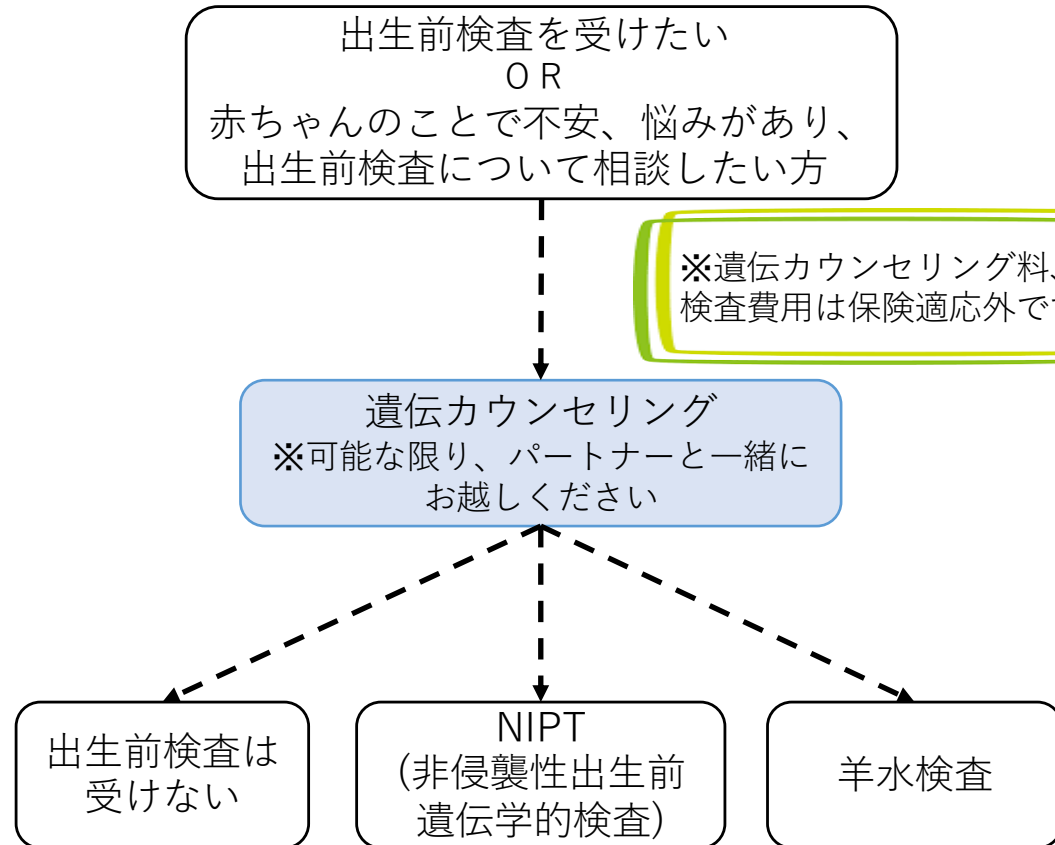 出生前検査を受けたい
OR
赤ちゃんのことで不安、悩みがあり、
出生前検査について相談したい方
※遺伝カウンセリング料、
検査費用は保険適応外で
遺伝カウンセリング
※可能な限り、パートナーと一緒に
お越しください
出生前検査は
受けない
NIPT
(非侵襲性出生前
遺伝学的検査)
羊水検査